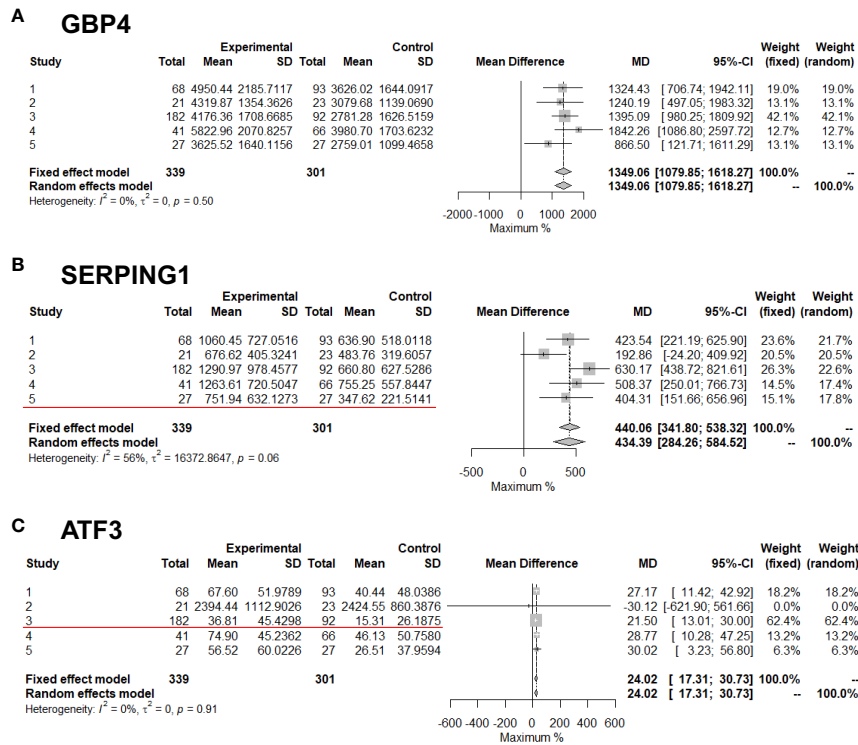 A GBP4
Experimental Control Weight Weight
Study Total Mean SD Total Mean SD Mean Difference MD 95%-CI (fixed) (random)
1 68 4950.44 2185.7117 93 3626.02 1644.0917 1324.43 [ 706.74; 1942.11] 19.0% 19.0%
2 21 4319.87 1354.3626 23 3079.68 1139.0690 1240.19 [ 497.05; 1983.32] 13.1% 13.1%
3 182 4176.36 1708.6685 92 2781.28 1626.5159 1395.09 [ 980.25; 1809.92] 42.1% 42.1%
4 41 5822.96 2070.8257 66 3980.70 1703.6232 1842.26 [1086.80; 2597.72] 12.7% 12.7%
5 27 3625.52 1640.1156 27 2759.01 1099.4658 866.50 [ 121.71; 1611.29] 13.1% 13.1%
Fixed effect model 339 301 1349.06 [1079.85; 1618.27] 100.0% --
Random effects model 1349.06 [1079.85; 1618.27] -- 100.0%
Heterogeneity: I² = 0%, τ² = 0, p = 0.50
-2000 -1000 0 1000 2000
Maximum %
B SERPING1
Experimental Control Weight Weight
Study Total Mean SD Total Mean SD Mean Difference MD 95%-CI (fixed) (random)
1 68 1060.45 727.0516 93 636.90 518.0118 423.54 [221.19; 625.90] 23.6% 21.7%
2 21 676.62 405.3241 23 483.76 319.6057 192.86 [-24.20; 409.92] 20.5% 20.5%
3 182 1290.97 978.4577 92 660.80 627.5286 630.17 [438.72; 821.61] 26.3% 22.6%
4 41 1263.61 720.5047 66 755.25 557.8447 508.37 [250.01; 766.73] 14.5% 17.4%
5 27 751.94 632.1273 27 347.62 221.5141 404.31 [151.66; 656.96] 15.1% 17.8%
Fixed effect model 339 301 440.06 [341.80; 538.32] 100.0% --
Random effects model 434.39 [284.26; 584.52] -- 100.0%
Heterogeneity: I² = 56%, τ² = 16372.8647, p = 0.06
-500 0 500
Maximum %
C ATF3
Experimental Control Weight Weight
Study Total Mean SD Total Mean SD Mean Difference MD 95%-CI (fixed) (random)
1 68 67.60 51.9789 93 40.44 48.0386 27.17 [ 11.42; 42.92] 18.2% 18.2%
2 21 2394.44 1112.9026 23 2424.55 860.3876 -30.12 [-621.90; 561.66] 0.0% 0.0%
3 182 36.81 45.4298 92 15.31 26.1875 21.50 [ 13.01; 30.00] 62.4% 62.4%
4 41 74.90 45.2362 66 46.13 50.7580 28.77 [ 10.28; 47.25] 13.2% 13.2%
5 27 56.52 60.0226 27 26.51 37.9594 30.02 [ 3.23; 56.80] 6.3% 6.3%
Fixed effect model 339 301 24.02 [ 17.31; 30.73] 100.0% --
Random effects model 24.02 [ 17.31; 30.73] -- 100.0%
Heterogeneity: I² = 0%, τ² = 0, p = 0.91
-600 -400 -200 0 200 400 600
Maximum %